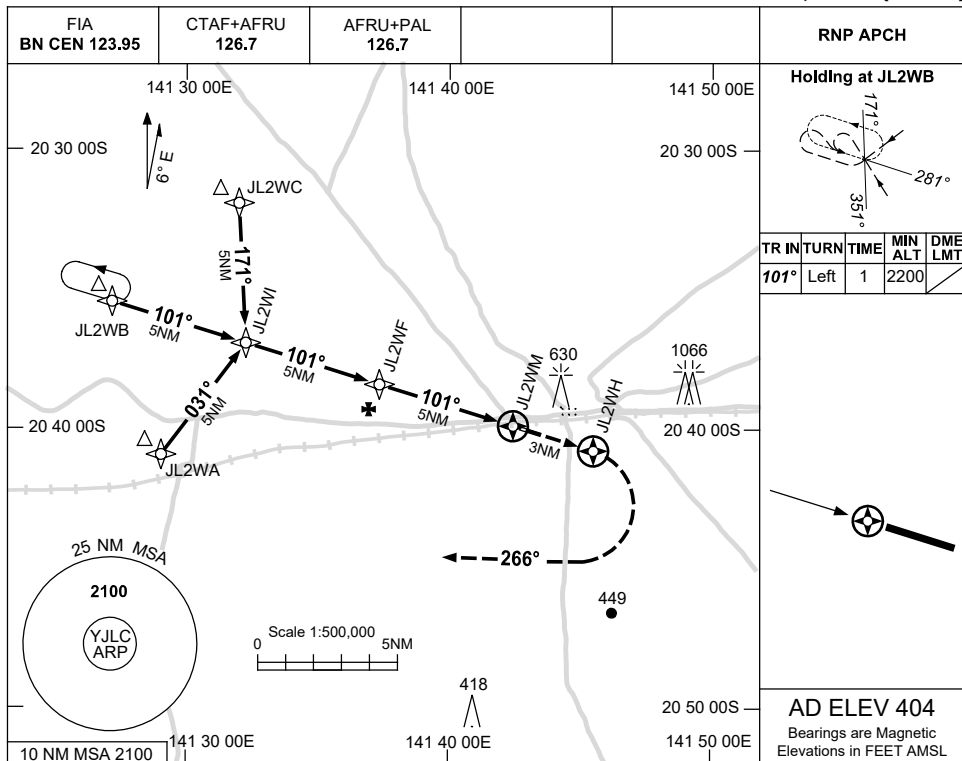 FIA
BN CEN 123.95
CTAF+AFRU
126.7
AFRU+PAL
126.7
RNP APCH
141 30 00E
141 40 00E
141 50 00E
Holding at JL2WB
171°
281°
351°
20 30 00S
20 30 00S
6° E
JL2WC
171°
5NM
TR IN
TURN
TIME
MIN ALT
DME LMT
101°
Left
1
2200
JL2WB
101°
5NM
JL2WI
101°
5NM
JL2WF
101°
5NM
JL2WM
630
1066
JL2WH
3NM
031°
5NM
JL2WA
20 40 00S
20 40 00S
266°
25 NM MSA
2100
YJLC
ARP
Scale 1:500,000
0
5NM
449
418
20 50 00S
AD ELEV 404
Bearings are Magnetic
Elevations in FEET AMSL
10 NM MSA 2100
141 30 00E
141 40 00E
141 50 00E